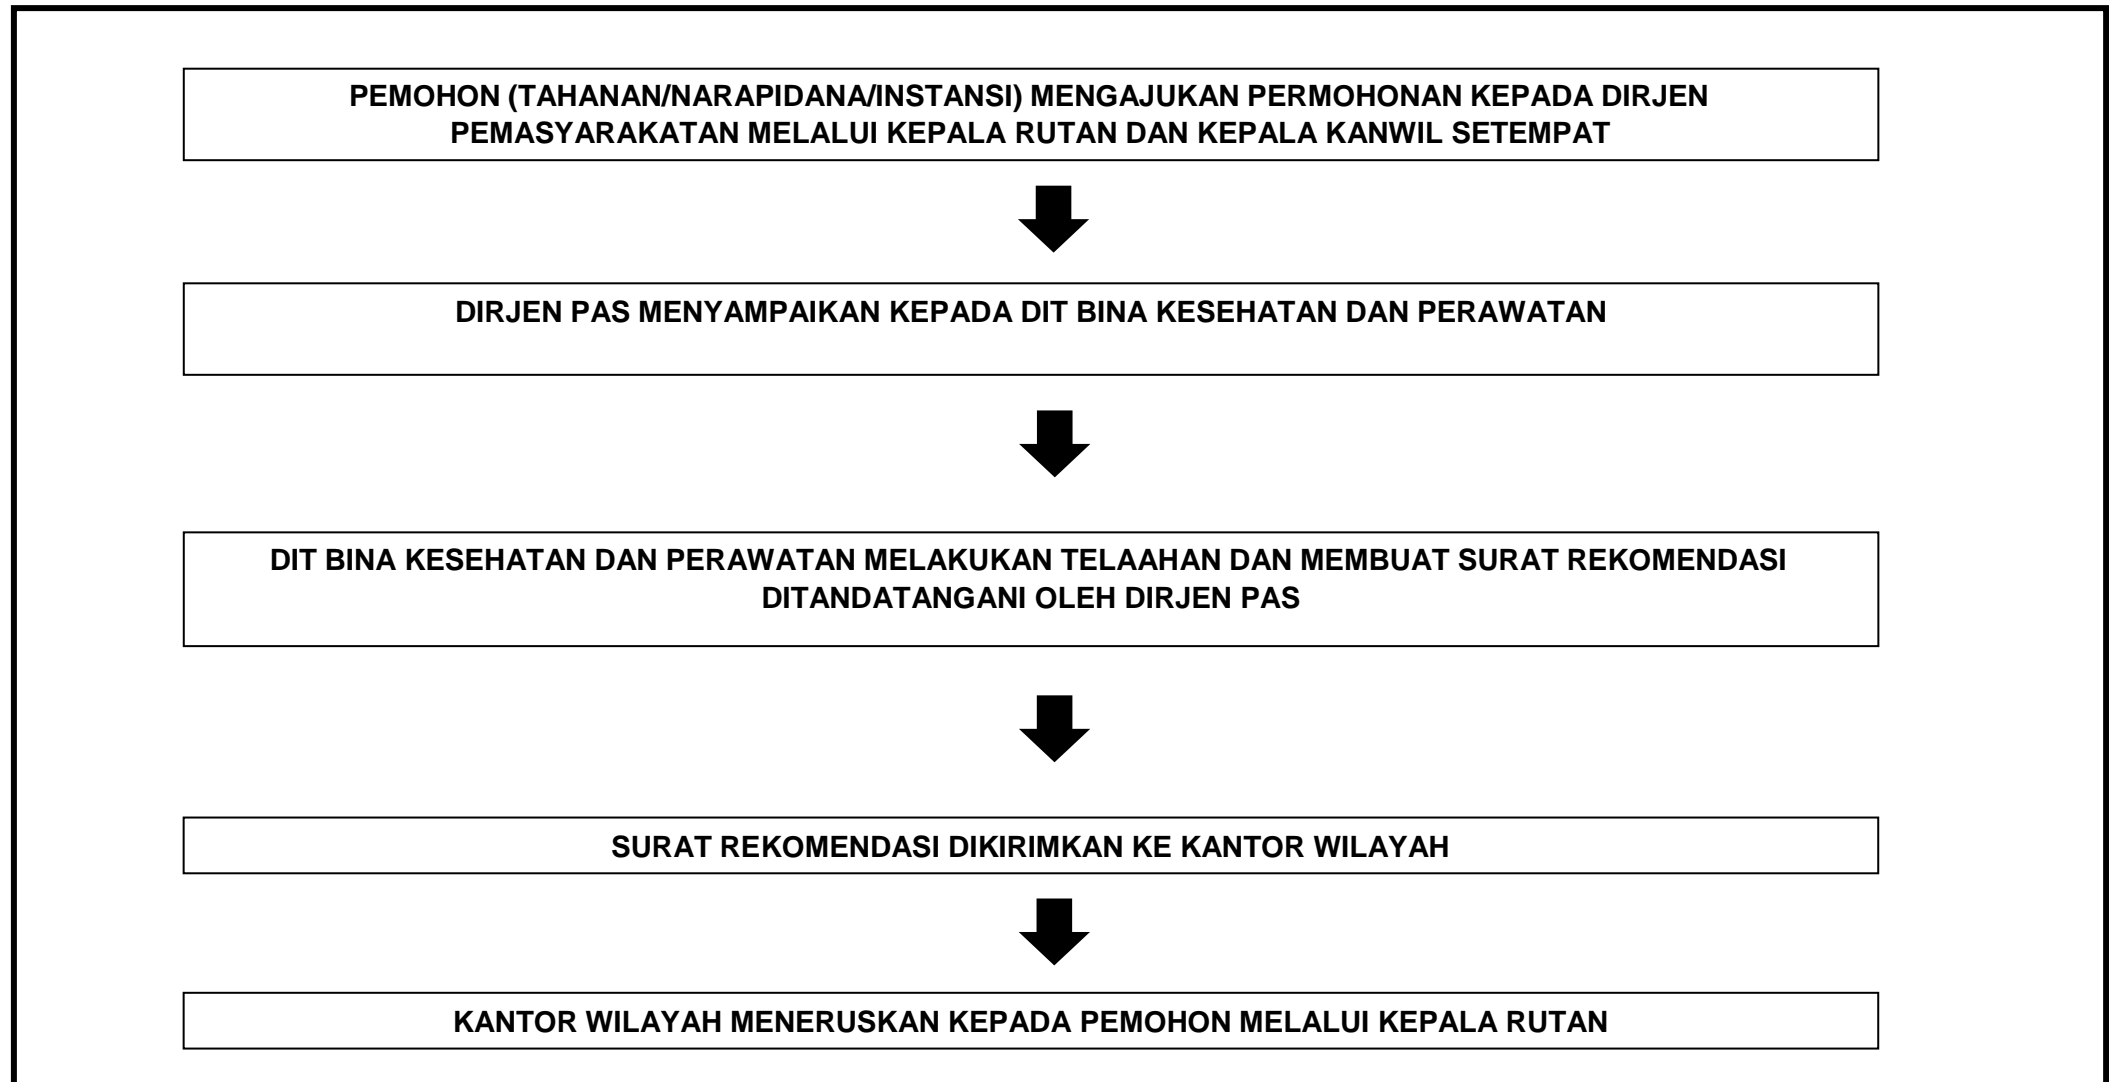 PEMOHON (TAHANAN/NARAPIDANA/INSTANSI) MENGAJUKAN PERMOHONAN KEPADA DIRJEN
PEMASYARAKATAN MELALUI KEPALA RUTAN DAN KEPALA KANWIL SETEMPAT
DIRJEN PAS MENYAMPAIKAN KEPADA DIT BINA KESEHATAN DAN PERAWATAN
DIT BINA KESEHATAN DAN PERAWATAN MELAKUKAN TELAAHAN DAN MEMBUAT SURAT REKOMENDASI
DITANDATANGANI OLEH DIRJEN PAS
SURAT REKOMENDASI DIKIRIMKAN KE KANTOR WILAYAH
KANTOR WILAYAH MENERUSKAN KEPADA PEMOHON MELALUI KEPALA RUTAN